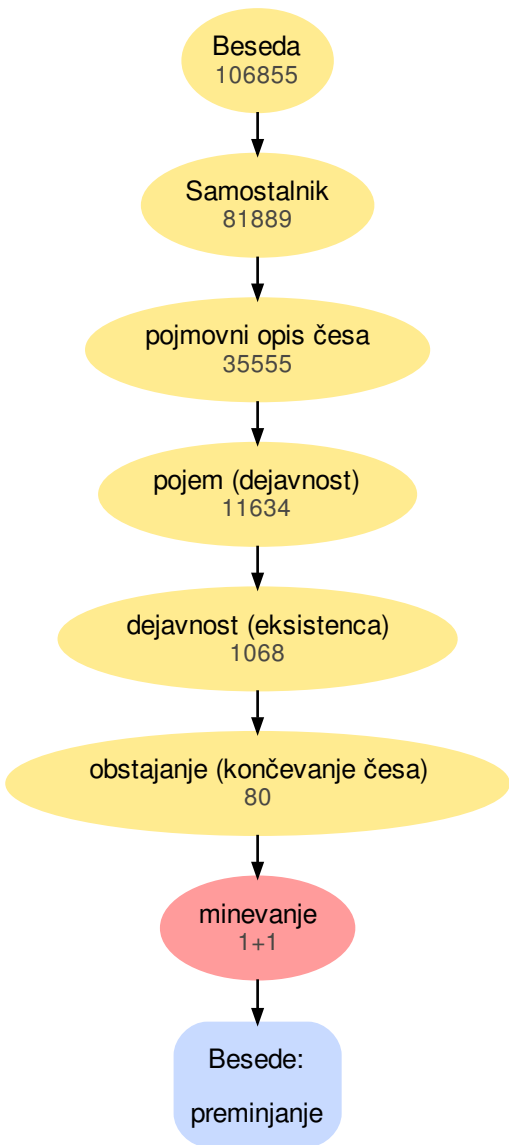 Beseda
106855
Samostalnik
81889
pojmovni opis česa
35555
pojem (dejavnost)
11634
dejavnost (eksistenca)
1068
obstajanje (končevanje česa)
80
minevanje
1+1
Besede:
preminjanje